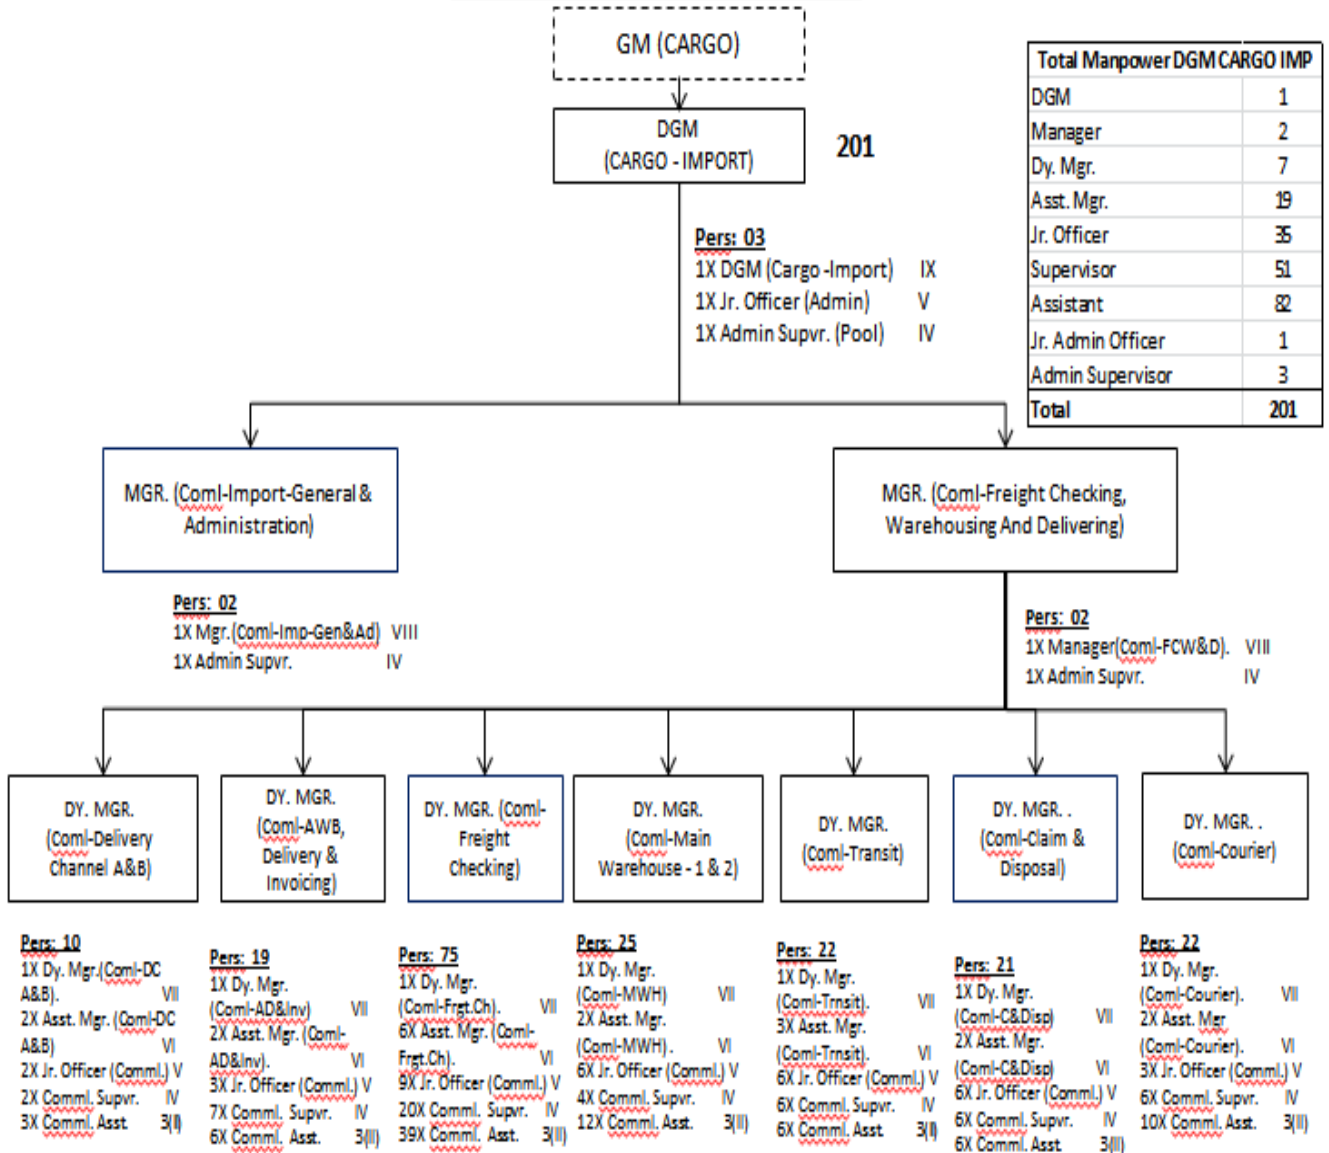 GM (CARGO)
DGM
(CARGO - IMPORT)
201
Total Manpower DGM CARGO IMP
DGM 1
Manager 2
Dy. Mgr. 7
Asst. Mgr. 19
Jr. Officer 35
Supervisor 51
Assistant 82
Jr. Admin Officer 1
Admin Supervisor 3
Total 201
Pers: 03
1X DGM (Cargo -Import) IX
1X Jr. Officer (Admin) V
1X Admin Supvr. (Pool) IV
MGR. (Coml-Import-General &
Administration)
MGR. (Coml-Freight Checking,
Warehousing And Delivering)
Pers: 02
1X Mgr.(Coml-Imp-Gen&Ad) VIII
1X Admin Supvr. IV
Pers: 02
1X Manager(Coml-FCW&D). VIII
1X Admin Supvr. IV
DY. MGR.
(Coml-Delivery
Channel A&B)
DY. MGR.
(Coml-AWB,
Delivery &
Invoicing)
DY. MGR. (Coml-
Freight
Checking)
DY. MGR.
(Coml-Main
Warehouse - 1 & 2)
DY. MGR.
(Coml-Transit)
DY. MGR. .
(Coml-Claim &
Disposal)
DY. MGR. .
(Coml-Courier)
Pers: 10
1X Dy. Mgr.(Coml-DC
A&B). VII
2X Asst. Mgr. (Coml-DC
A&B) VI
2X Jr. Officer (Comml.) V
2X Comml. Supvr. IV
3X Comml. Asst. 3(II)
Pers: 19
1X Dy. Mgr.
(Coml-AD&Inv) VII
2X Asst. Mgr. (Coml-
AD&Inv). VI
3X Jr. Officer (Comml.) V
7X Comml. Supvr. IV
6X Comml. Asst. 3(II)
Pers: 75
1X Dy. Mgr.
(Coml-Frgt.Ch). VII
6X Asst. Mgr. (Coml-
Frgt.Ch). VI
9X Jr. Officer (Comml.) V
20X Comml. Supvr. IV
39X Comml. Asst. 3(II)
Pers: 25
1X Dy. Mgr.
(Coml-MWH) VII
2X Asst. Mgr.
(Coml-MWH) . VI
6X Jr. Officer (Comml.) V
4X Comml. Supvr. IV
12X Comml. Asst. 3(II)
Pers: 22
1X Dy. Mgr.
(Coml-Trnsit). VII
3X Asst. Mgr.
(Coml-Trnsit). VI
6X Jr. Officer (Comml.) V
6X Comml. Supvr. IV
6X Comml. Asst. 3(II)
Pers: 21
1X Dy. Mgr.
(Coml-C&Disp) VII
2X Asst. Mgr.
(Coml-C&Disp) VI
6X Jr. Officer (Comml.) V
6X Comml. Supvr. IV
6X Comml. Asst. 3(II)
Pers: 22
1X Dy. Mgr.
(Coml-Courier). VII
2X Asst. Mgr
(Coml-Courier). VI
3X Jr. Officer (Comml.) V
6X Comml. Supvr. IV
10X Comml. Asst. 3(II)